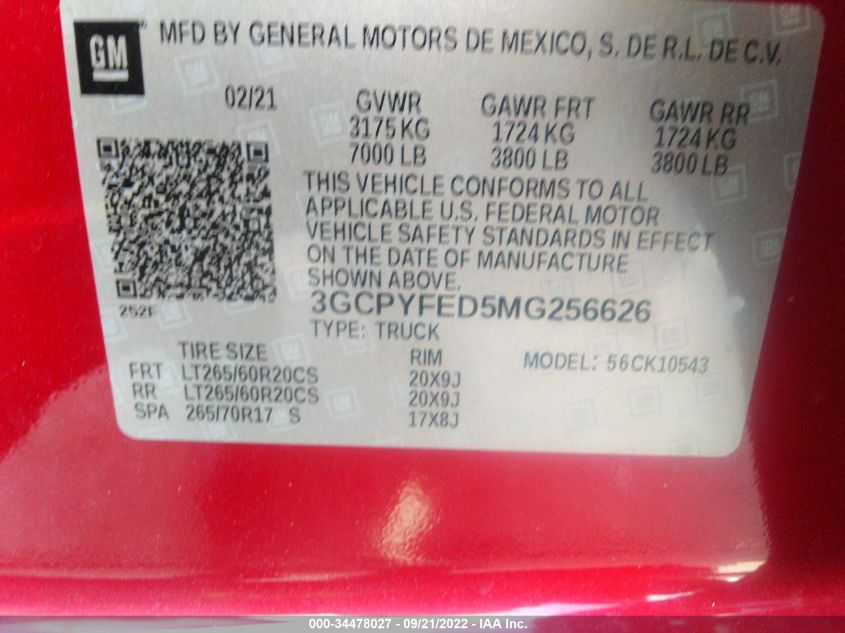 GM
MFD BY GENERAL MOTORS DE MEXICO, S. DE R.L. DE C.V.
02/21 GVWR GAWR FRT GAWR RR
3175 KG 1724 KG 1724 KG
7000 LB 3800 LB 3800 LB
THIS VEHICLE CONFORMS TO ALL
APPLICABLE U.S. FEDERAL MOTOR
VEHICLE SAFETY STANDARDS IN EFFECT
ON THE DATE OF MANUFACTURE
SHOWN ABOVE.
252F 3GCPYFED5MG256626
TYPE: TRUCK
TIRE SIZE RIM MODEL: 56CK10543
FRT LT265/60R20CS 20X9J
RR LT265/60R20CS 20X9J
SPA 265/70R17 S 17X8J
000-34478027 - 09/21/2022 - IAA Inc.